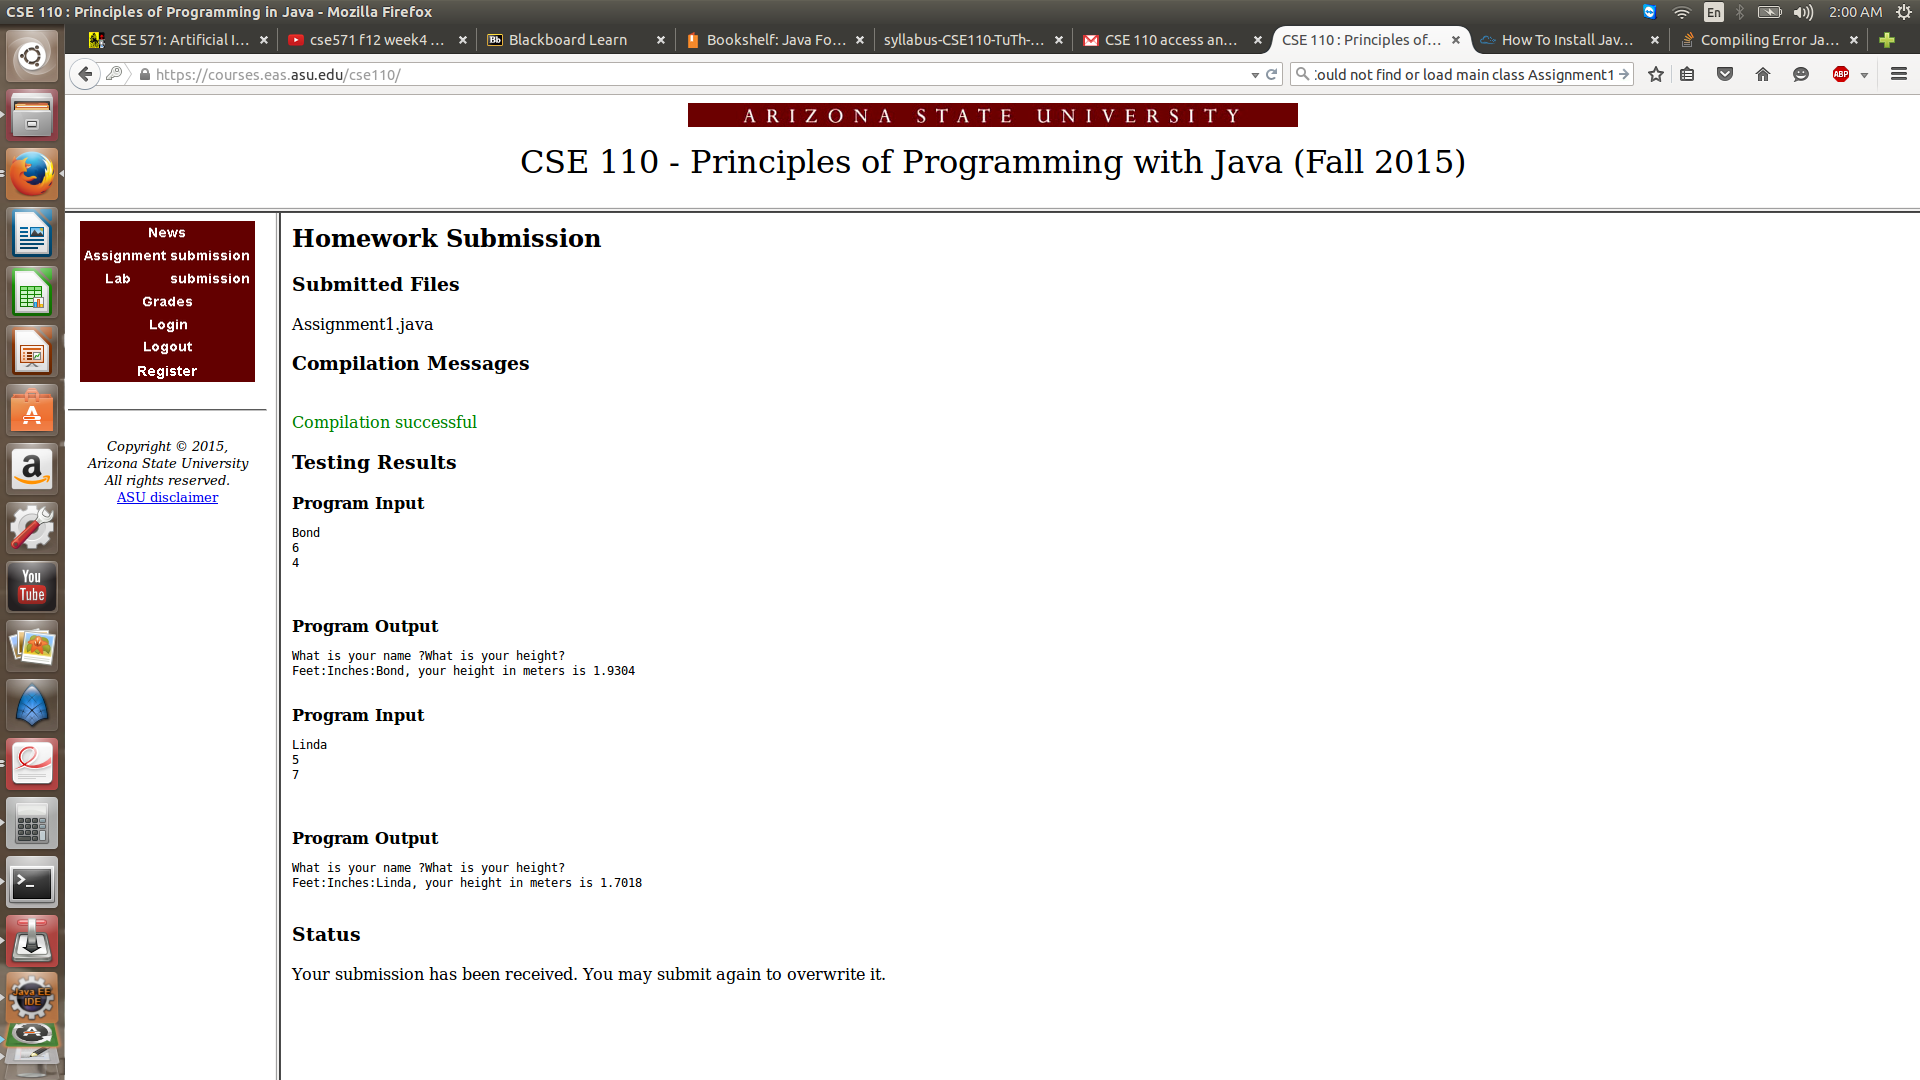 CSE 110 : Principles of Programming in Java - Mozilla Firefox
En
2:00 AM
CSE 571: Artificial I... ×
cse571 f12 week4 ... ×
Bb Blackboard Learn ×
Bookshelf: Java Fo... ×
syllabus-CSE110-TuTh-... ×
CSE 110 access an... ×
CSE 110 : Principles of... ×
How To Install Jav... ×
Compiling Error Ja... ×
https://courses.eas.asu.edu/cse110/
:ould not find or load main class Assignment1
ABP
ARIZONA STATE UNIVERSITY
CSE 110 - Principles of Programming with Java (Fall 2015)
News
Assignment submission
Lab submission
Grades
Login
Logout
Register
Copyright © 2015,
Arizona State University
All rights reserved.
ASU disclaimer
Homework Submission
Submitted Files
Assignment1.java
Compilation Messages
Compilation successful
Testing Results
Program Input
Bond
6
4
Program Output
What is your name ?What is your height?
Feet:Inches:Bond, your height in meters is 1.9304
Program Input
Linda
5
7
Program Output
What is your name ?What is your height?
Feet:Inches:Linda, your height in meters is 1.7018
Status
Your submission has been received. You may submit again to overwrite it.
a
You
Tube
>_
Java EE
IDE
A